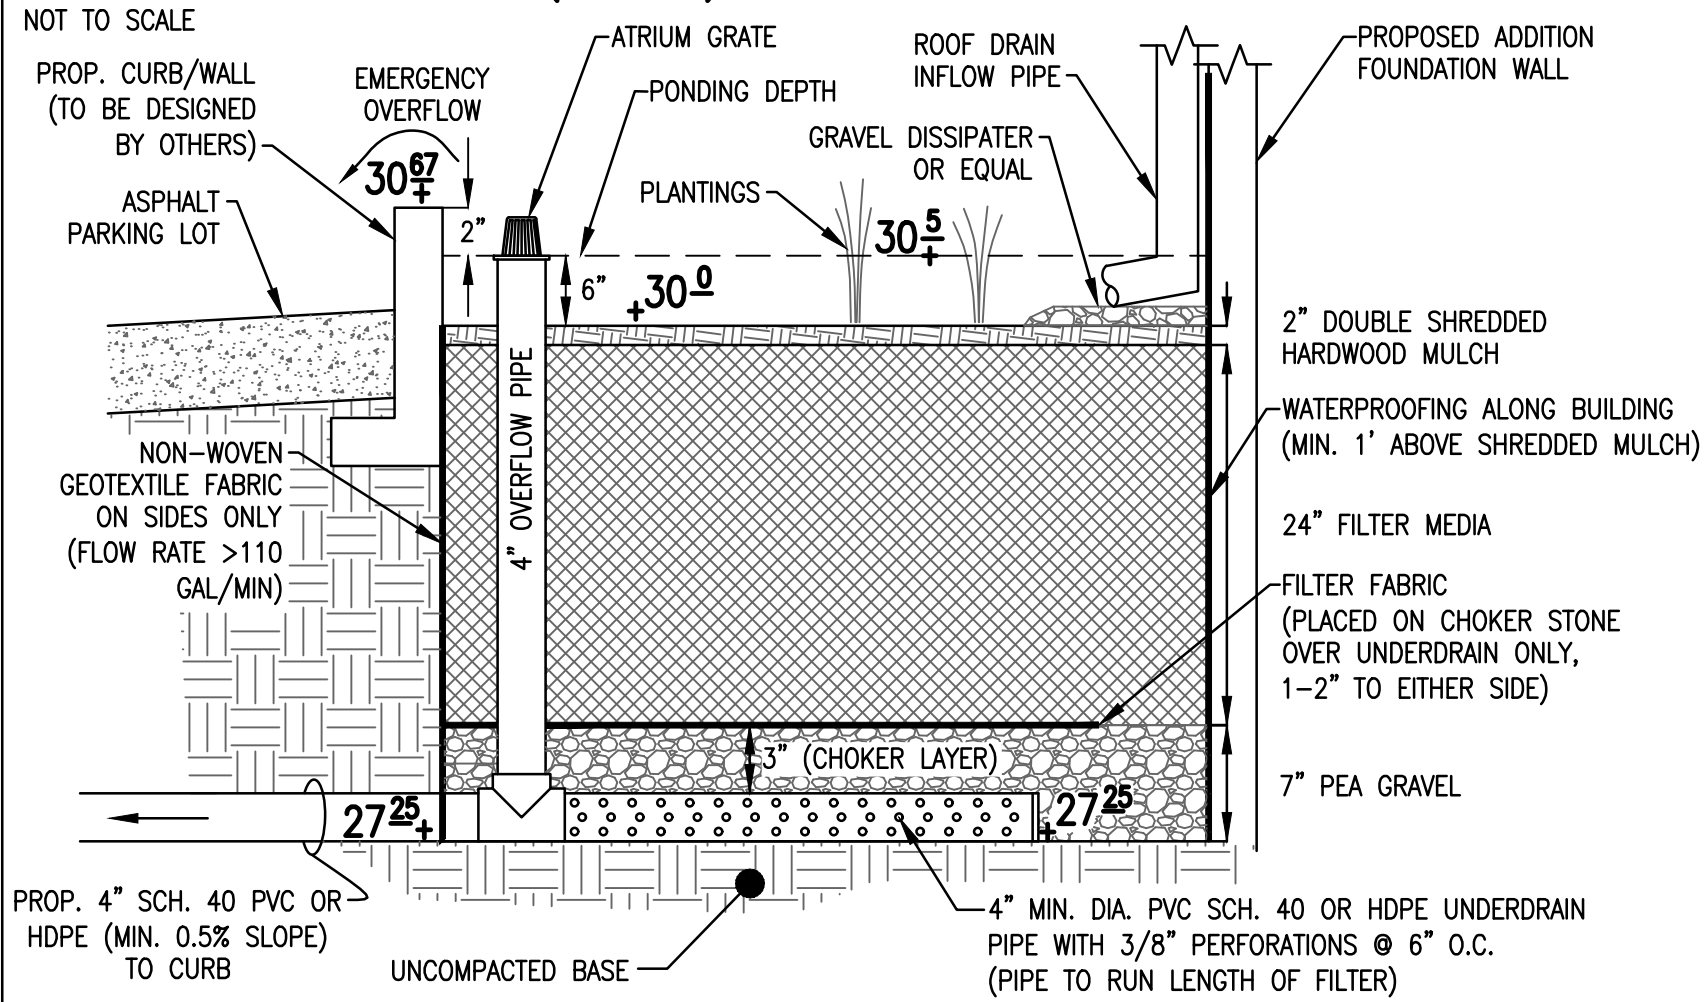 NOT TO SCALE
PROP. CURB/WALL
(TO BE DESIGNED
BY OTHERS)
EMERGENCY
OVERFLOW
ATRIUM GRATE
PONDING DEPTH
ROOF DRAIN
INFLOW PIPE
PROPOSED ADDITION
FOUNDATION WALL
GRAVEL DISSIPATER
OR EQUAL
30 67
+
ASPHALT
PARKING LOT
2"
PLANTINGS
30 5
+
6"
+30 0
2" DOUBLE SHREDDED
HARDWOOD MULCH
4" OVERFLOW PIPE
WATERPROOFING ALONG BUILDING
(MIN. 1' ABOVE SHREDDED MULCH)
NON-WOVEN
GEOTEXTILE FABRIC
ON SIDES ONLY
(FLOW RATE >110
GAL/MIN)
24" FILTER MEDIA
FILTER FABRIC
(PLACED ON CHOKER STONE
OVER UNDERDRAIN ONLY,
1-2" TO EITHER SIDE)
3" (CHOKER LAYER)
7" PEA GRAVEL
27 25 +
+ 27 25
PROP. 4" SCH. 40 PVC OR
HDPE (MIN. 0.5% SLOPE)
TO CURB
UNCOMPACTED BASE
4" MIN. DIA. PVC SCH. 40 OR HDPE UNDERDRAIN
PIPE WITH 3/8" PERFORATIONS @ 6" O.C.
(PIPE TO RUN LENGTH OF FILTER)